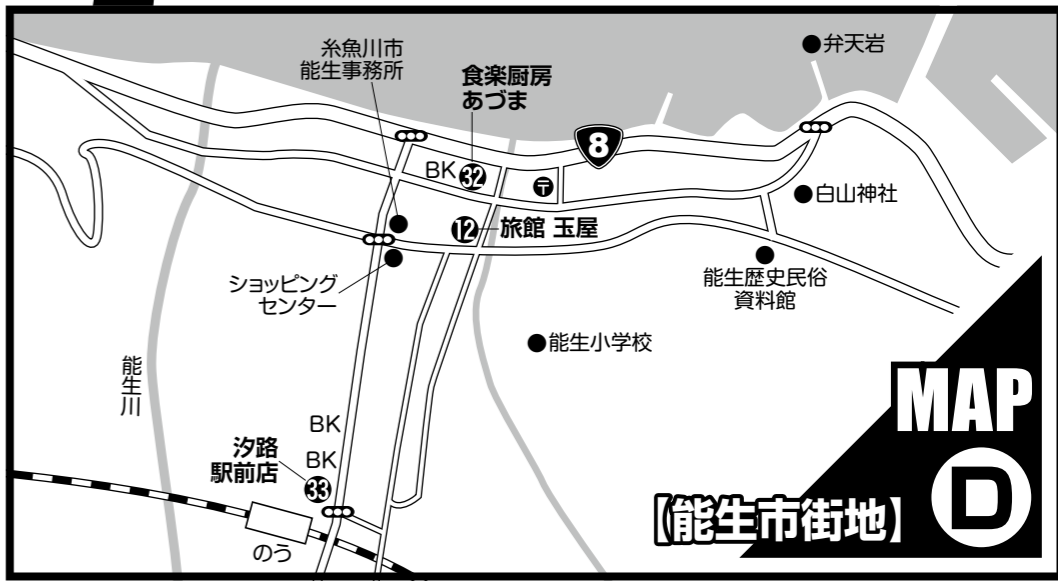 弁天岩
糸魚川市
能生事務所
食楽厨房
あづま
8
BK
32
〒
白山神社
12
旅館 玉屋
ショッピング
センター
能生歴史民俗
資料館
能生小学校
能生川
BK
BK
汐路
駅前店
33
のう
MAP
D
【能生市街地】